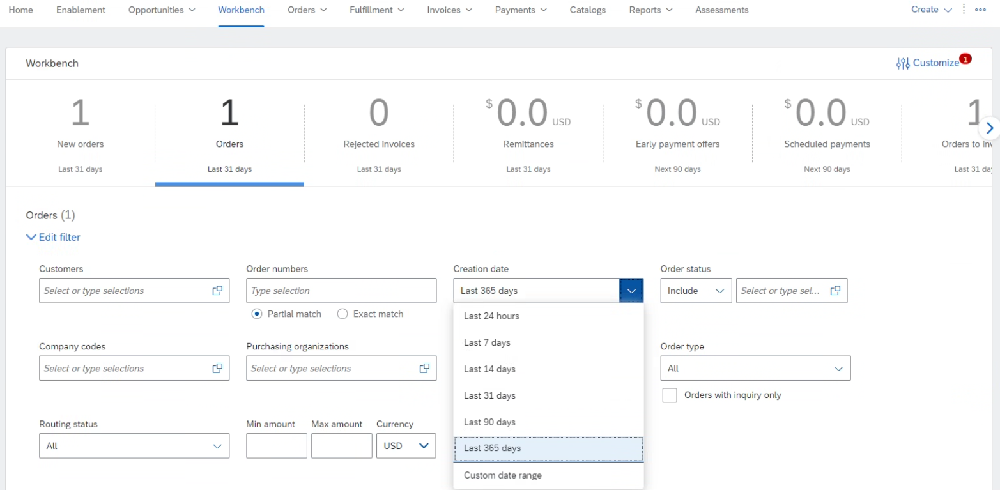 Home Enablement Opportunities Workbench Orders Fulfillment Invoices Payments Catalogs Reports Assessments Create
Workbench Customize 1
1 1 0 $ 0.0 USD $ 0.0 USD $ 0.0 USD 1
New orders Orders Rejected invoices Remittances Early payment offers Scheduled payments Orders to inv
Last 31 days Last 31 days Last 31 days Last 31 days Next 90 days Next 90 days Last 31 da
Orders (1)
Edit filter
Customers Order numbers Creation date Order status
Select or type selections Type selection Last 365 days Include Select or type sel...
Partial match Exact match Last 24 hours
Last 7 days
Company codes Purchasing organizations Order type
Select or type selections Select or type selections Last 14 days All
Last 31 days Orders with inquiry only
Routing status Min amount Max amount Currency Last 90 days
All USD Last 365 days
Custom date range